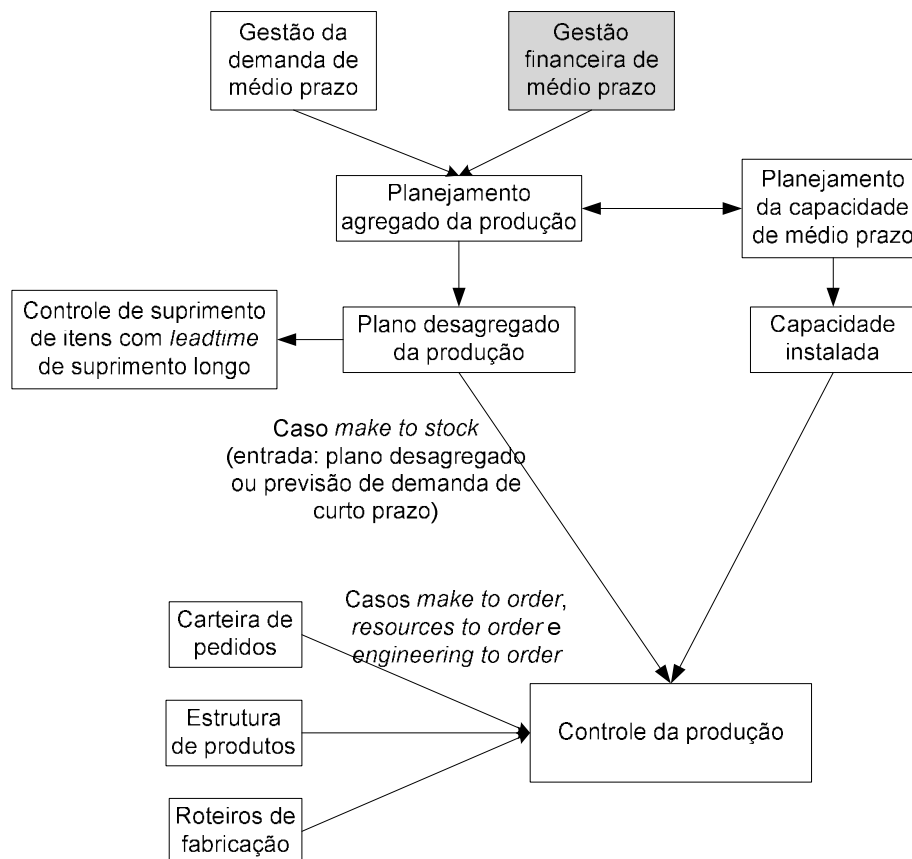 Gestão da
demanda de
médio prazo
Gestão
financeira de
médio prazo
Planejamento
agregado da produção
Planejamento
da capacidade
de médio prazo
Controle de suprimento
de itens com leadtime
de suprimento longo
Plano desagregado
da produção
Capacidade
instalada
Caso make to stock
(entrada: plano desagregado
ou previsão de demanda de
curto prazo)
Casos make to order,
resources to order e
engineering to order
Carteira de
pedidos
Estrutura
de produtos
Roteiros de
fabricação
Controle da produção